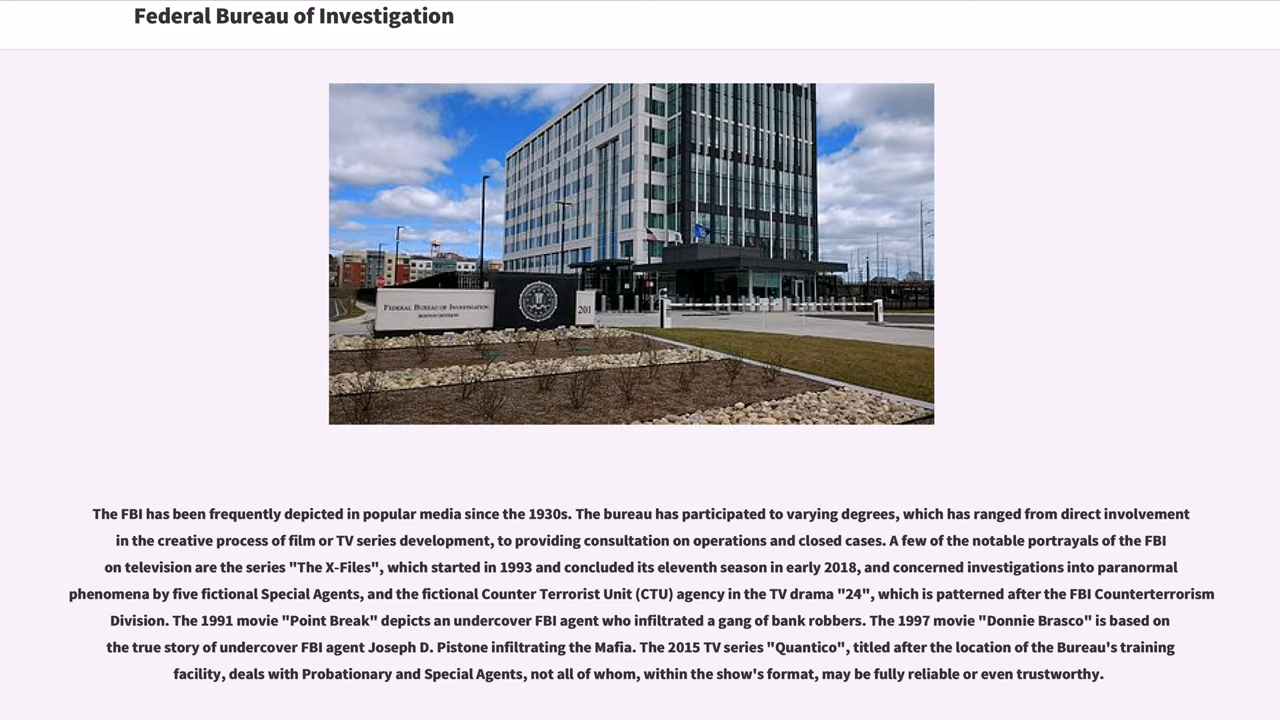 Federal Bureau of Investigation
Federal Bureau of Investigation
Boston Division
201
The FBI has been frequently depicted in popular media since the 1930s. The bureau has participated to varying degrees, which has ranged from direct involvement
in the creative process of film or TV series development, to providing consultation on operations and closed cases. A few of the notable portrayals of the FBI
on television are the series "The X-Files", which started in 1993 and concluded its eleventh season in early 2018, and concerned investigations into paranormal
phenomena by five fictional Special Agents, and the fictional Counter Terrorist Unit (CTU) agency in the TV drama "24", which is patterned after the FBI Counterterrorism
Division. The 1991 movie "Point Break" depicts an undercover FBI agent who infiltrated a gang of bank robbers. The 1997 movie "Donnie Brasco" is based on
the true story of undercover FBI agent Joseph D. Pistone infiltrating the Mafia. The 2015 TV series "Quantico", titled after the location of the Bureau's training
facility, deals with Probationary and Special Agents, not all of whom, within the show's format, may be fully reliable or even trustworthy.